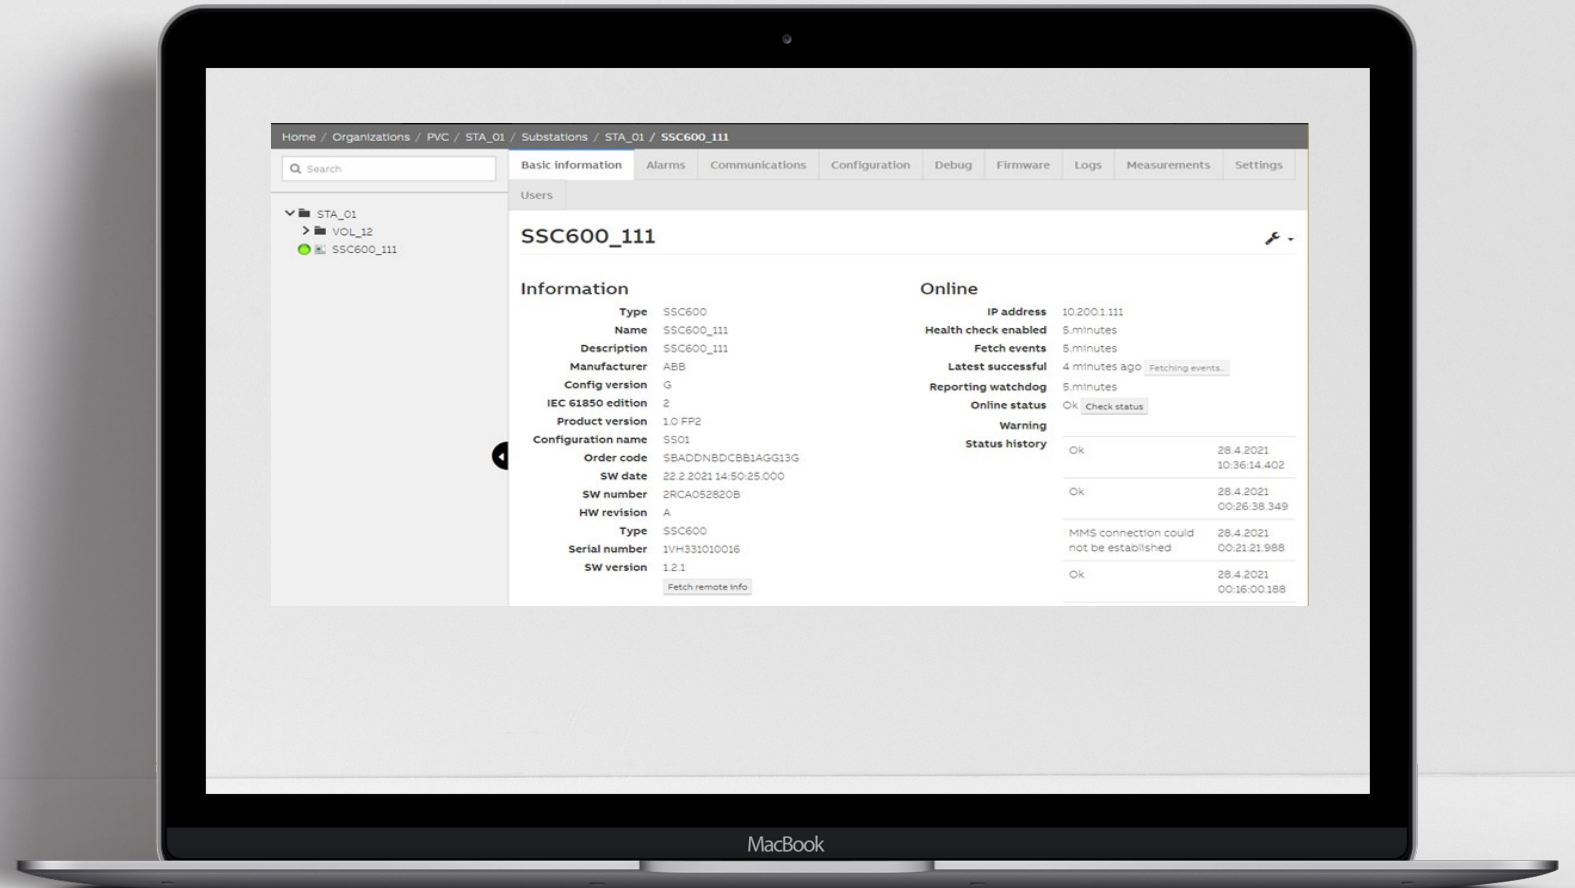 Home / Organizations / PVC / STA_01 / Substations / STA_01 / SSC600_111
Search
Basic information Alarms Communications Configuration Debug Firmware Logs Measurements Settings
Users
STA_01
VOL_12
SSC600_111
SSC600_111
Information
Type SSC600
Name SSC600_111
Description SSC600_111
Manufacturer ABB
Config version G
IEC 61850 edition 2
Product version 1.0 FP2
Configuration name SS01
Order code SBADDNBDCBB1AGG13G
SW date 22.2.2021 14:50:25.000
SW number 2RCA052820B
HW revision A
Type SSC600
Serial number 1VH331010016
SW version 1.2.1
Fetch remote info
Online
IP address 10.200.1.111
Health check enabled 5.minutes
Fetch events 5.minutes
Latest successful 4 minutes ago Fetching events..
Reporting watchdog 5.minutes
Online status Ok Check status
Warning
Status history
Ok 28.4.2021
10:36:14.402
Ok 28.4.2021
00:26:38.349
MMS connection could 28.4.2021
not be established 00:21:21.988
Ok 28.4.2021
00:16:00.188
MacBook